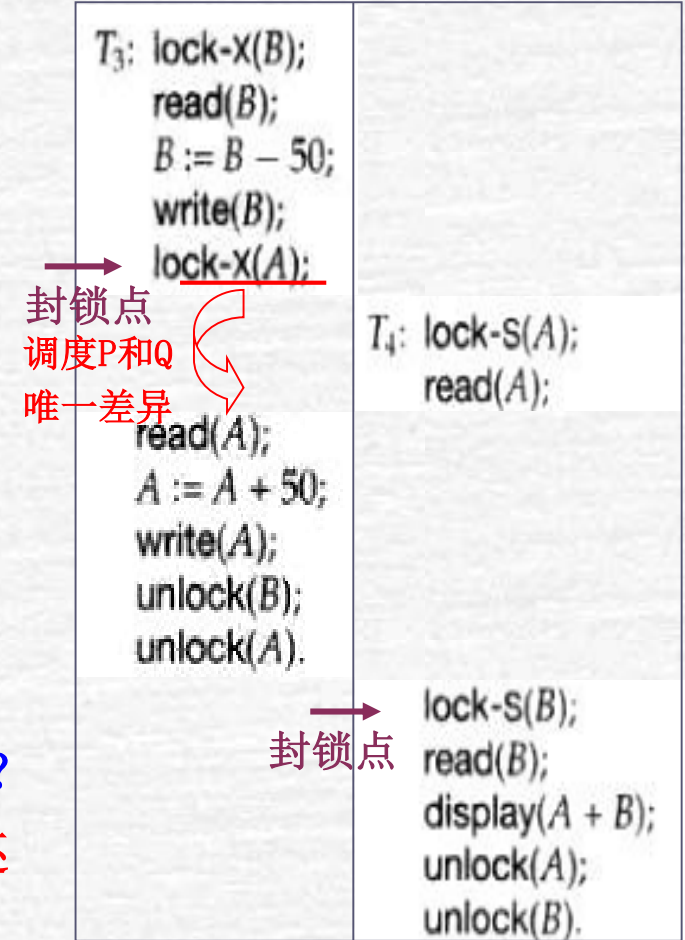 T₃: lock-X(B);
read(B);
B := B − 50;
write(B);
lock-X(A);
封锁点
调度P和Q
唯一差异
T₄: lock-S(A);
read(A);
read(A);
A := A + 50;
write(A);
unlock(B);
unlock(A).
封锁点
lock-S(B);
read(B);
display(A + B);
unlock(A);
unlock(B).
?